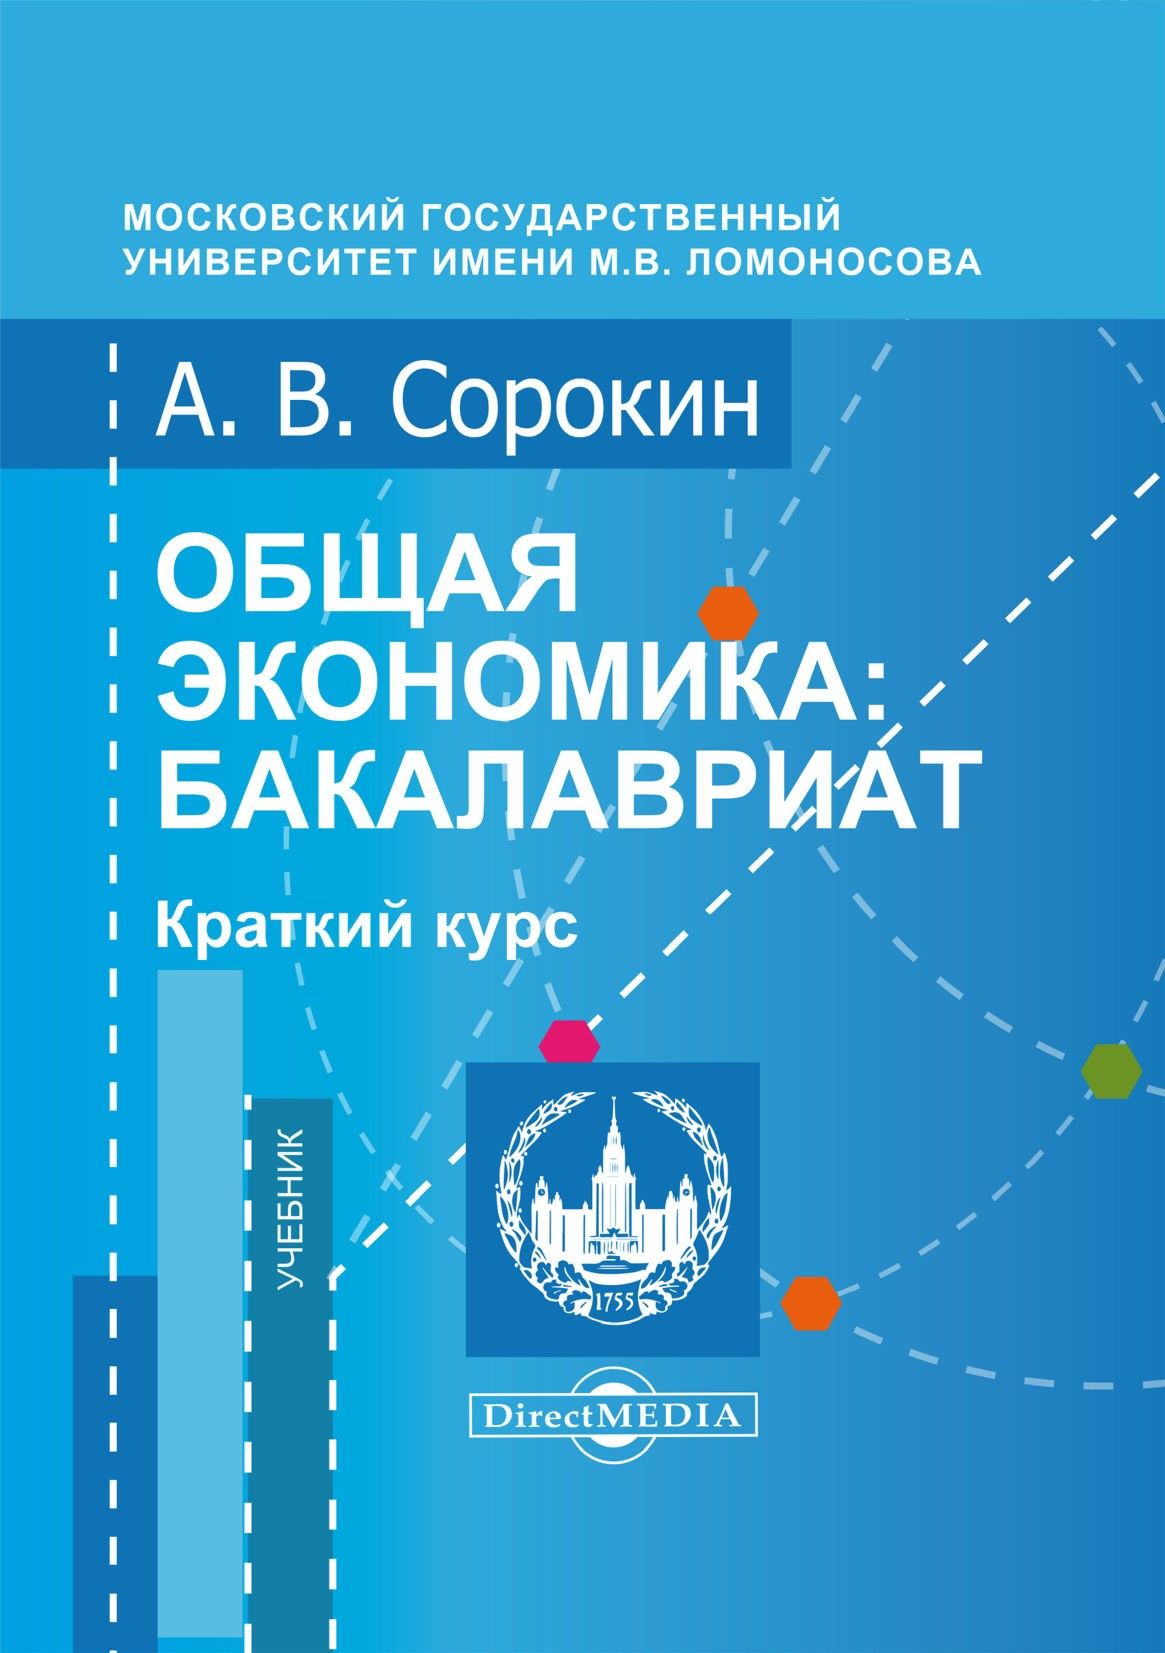 МОСКОВСКИЙ ГОСУДАРСТВЕННЫЙ
УНИВЕРСИТЕТ ИМЕНИ М.В. ЛОМОНОСОВА
А. В. Сорокин
ОБЩАЯ
ЭКОНОМИКА:
БАКАЛАВРИАТ
Краткий курс
УЧЕБНИК
1755
DirectMEDIA